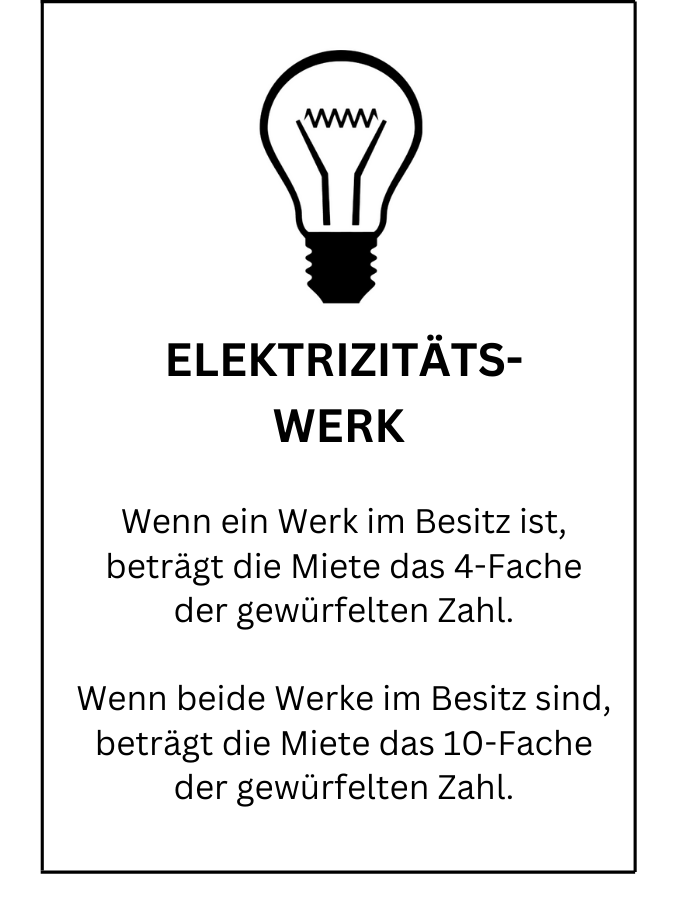 ELEKTRIZITÄTS-
WERK
Wenn ein Werk im Besitz ist,
beträgt die Miete das 4-Fache
der gewürfelten Zahl.
Wenn beide Werke im Besitz sind,
beträgt die Miete das 10-Fache
der gewürfelten Zahl.